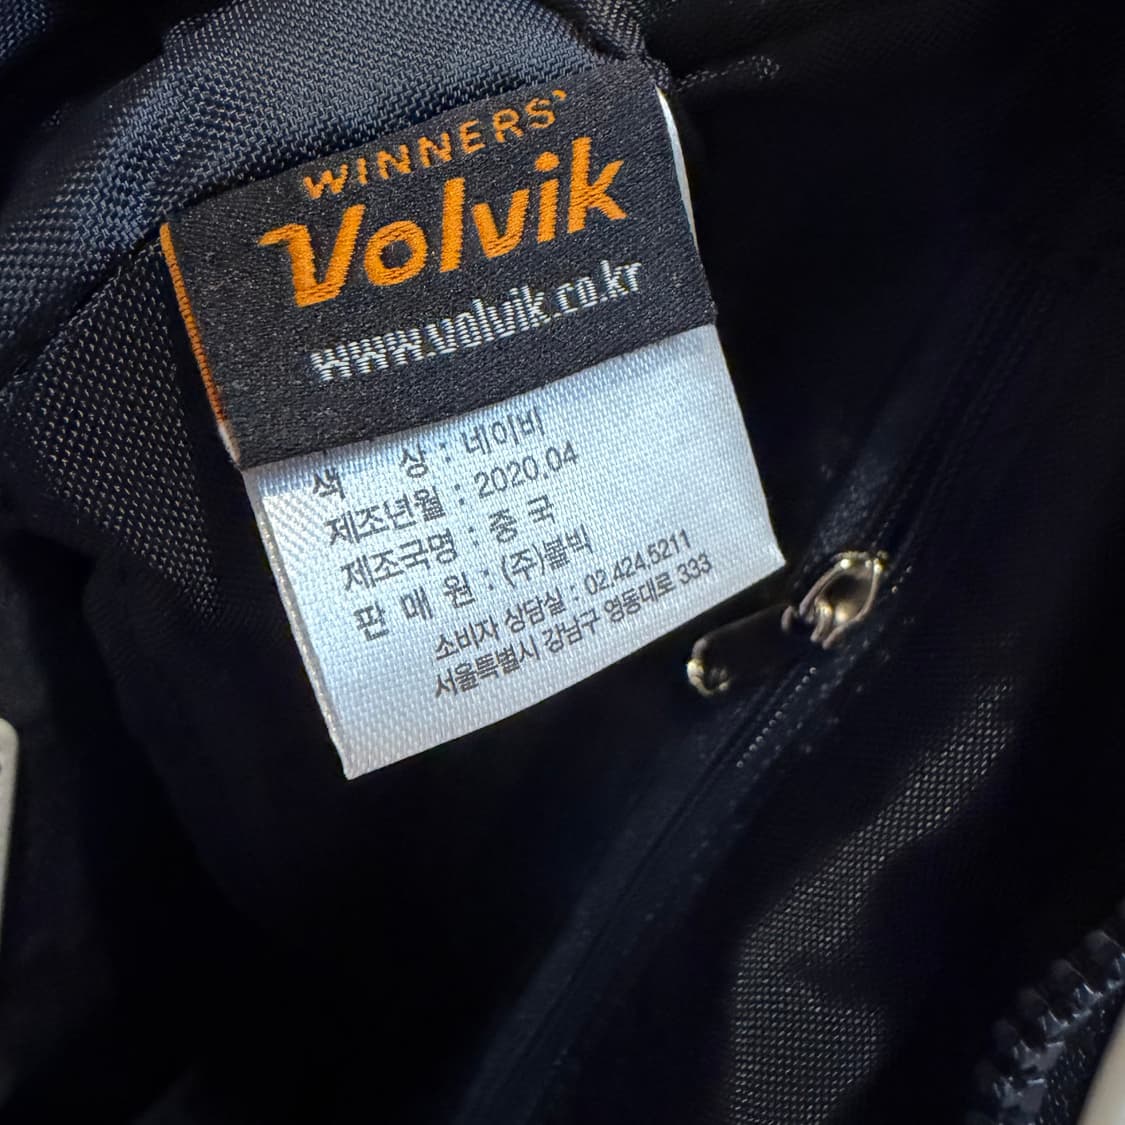 WINNERS'
Volvik
www.volvik.co.kr
색 상 : 네이비
제조년월 : 2020.04
제조국명 : 중 국
판 매 원 : (주)볼빅
소비자 상담실 : 02.424.5211
서울특별시 강남구 영동대로 333